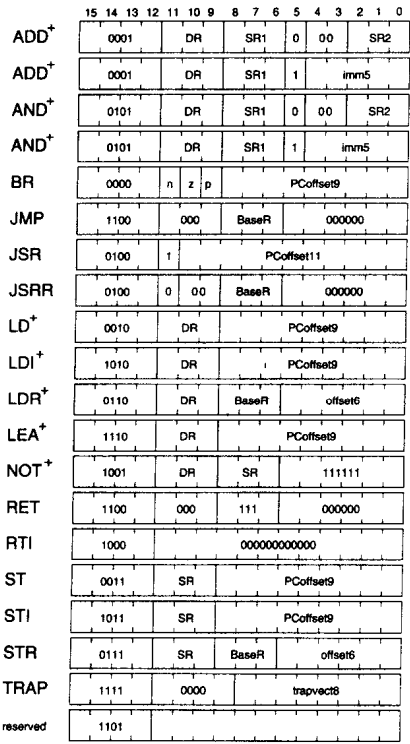 15 14 13 12 11 10 9 8 7 6 5 4 3 2 1 0
ADD+ 0001 DR SR1 0 00 SR2
ADD+ 0001 DR SR1 1 imm5
AND+ 0101 DR SR1 0 00 SR2
AND+ 0101 DR SR1 1 imm5
BR 0000 n z p PCoffset9
JMP 1100 000 BaseR 000000
JSR 0100 1 PCoffset11
JSRR 0100 0 00 BaseR 000000
LD+ 0010 DR PCoffset9
LDI+ 1010 DR PCoffset9
LDR+ 0110 DR BaseR offset6
LEA+ 1110 DR PCoffset9
NOT+ 1001 DR SR 111111
RET 1100 000 111 000000
RTI 1000 000000000000
ST 0011 SR PCoffset9
STI 1011 SR PCoffset9
STR 0111 SR BaseR offset6
TRAP 1111 0000 trapvect8
reserved 1101